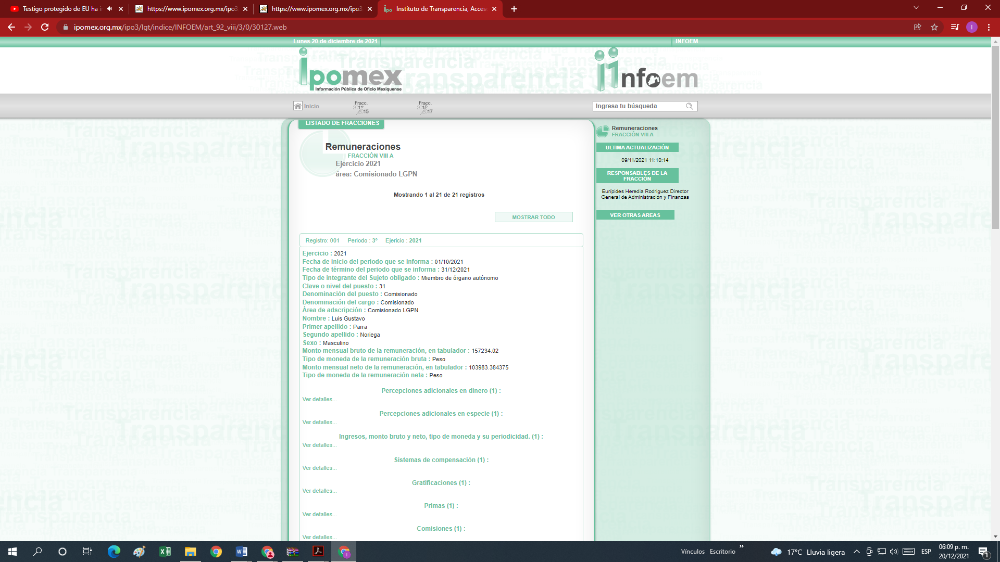 Testigo protegido de EU ha i
https://www.ipomex.org.mx/ipo3
https://www.ipomex.org.mx/ipo3
Instituto de Transparencia, Acces
ipomex.org.mx/ipo3/lgt/indice/INFOEM/art_92_viii/3/0/30127.web
Lunes 20 de diciembre de 2021
INFOEM
ipomex
Información Pública de Oficio Mexiquense
infoem
Inicio
Fracc.
2015
Fracc.
2017
Ingresa tu búsqueda
LISTADO DE FRACCIONES
Remuneraciones
FRACCIÓN VIII A
Ejercicio 2021
área: Comisionado LGPN
Mostrando 1 al 21 de 21 registros
MOSTRAR TODO
Registro: 001 Periodo : 3º Ejericio : 2021
Ejercicio : 2021
Fecha de inicio del periodo que se informa : 01/10/2021
Fecha de término del periodo que se informa : 31/12/2021
Tipo de integrante del Sujeto obligado : Miembro de órgano autónomo
Clave o nivel del puesto : 31
Denominación del puesto : Comisionado
Denominación del cargo : Comisionado
Área de adscripción : Comisionado LGPN
Nombre : Luis Gustavo
Primer apellido : Parra
Segundo apellido : Noriega
Sexo : Masculino
Monto mensual bruto de la remuneración, en tabulador : 157234.02
Tipo de moneda de la remuneración bruta : Peso
Monto mensual neto de la remuneración, en tabulador : 103983.384375
Tipo de moneda de la remuneración neta : Peso
Percepciones adicionales en dinero (1) :
Ver detalles...
Percepciones adicionales en especie (1) :
Ver detalles...
Ingresos, monto bruto y neto, tipo de moneda y su periodicidad. (1) :
Ver detalles...
Sistemas de compensación (1) :
Ver detalles...
Gratificaciones (1) :
Ver detalles...
Primas (1) :
Ver detalles...
Comisiones (1) :
Ver detalles...
Remuneraciones
FRACCIÓN VIII A
ULTIMA ACTUALIZACIÓN
09/11/2021 11:10:14
RESPONSABLES DE LA
FRACCIÓN
Eurípides Heredia Rodriguez Director
General de Administración y Finanzas
VER OTRAS AREAS
Vínculos Escritorio
17°C Lluvia ligera
ESP
06:09 p. m.
20/12/2021
1